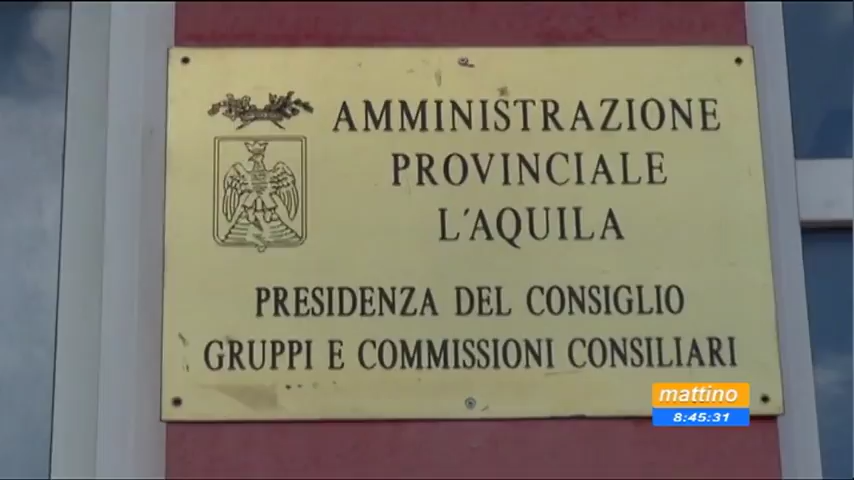 AMMINISTRAZIONE
PROVINCIALE
L'AQUILA
PRESIDENZA DEL CONSIGLIO
GRUPPI E COMMISSIONI CONSILIARI
mattino
8:45:31